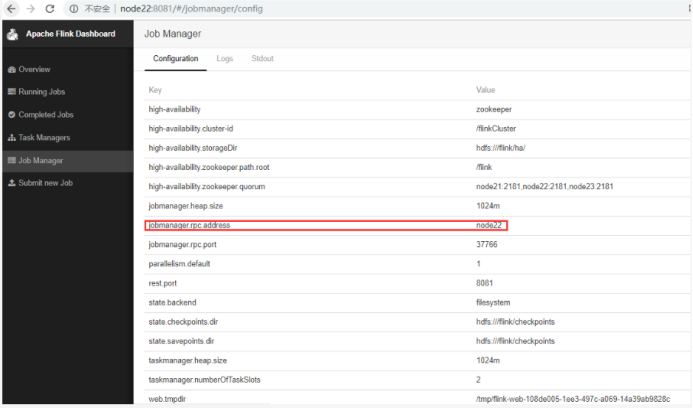 不安全 | node22:8081/#/jobmanager/config
Apache Flink Dashboard
Overview
Running Jobs
Completed Jobs
Task Managers
Job Manager
Submit new Job
Job Manager
Configuration Logs Stdout
Key Value
high-availability zookeeper
high-availability.cluster-id /flinkCluster
high-availability.storageDir hdfs:///flink/ha/
high-availability.zookeeper.path.root /flink
high-availability.zookeeper.quorum node21:2181,node22:2181,node23:2181
jobmanager.heap.size 1024m
jobmanager.rpc.address node22
jobmanager.rpc.port 37766
parallelism.default 1
rest.port 8081
state.backend filesystem
state.checkpoints.dir hdfs:///flink/checkpoints
state.savepoints.dir hdfs:///flink/checkpoints
taskmanager.heap.size 1024m
taskmanager.numberOfTaskSlots 2
web.tmpdir /tmp/flink-web-108de005-1ee3-497c-a069-14a39ab9828c